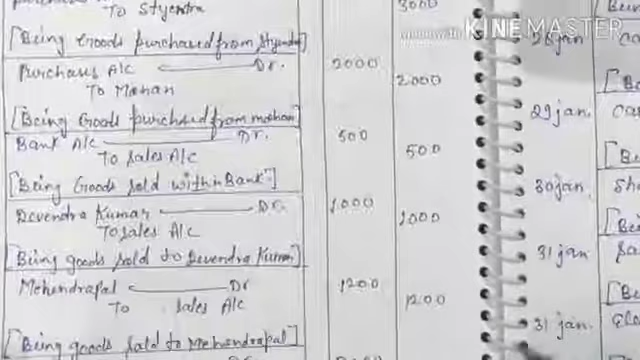 To Styendra
3000
[Being Goods purchased from Styendra]
Purchases A/c Dr. 2000
To Mohan 2000
[Being Goods purchased from mohan]
Bank A/c Dr. 500
To sales A/c 500
[Being Goods sold within Bank.]
Devendra Kumar Dr. 1000
To sales A/c 1000
[Being goods sold to Devendra Kumar]
Mehendrapal Dr 1200
To sales A/c 1200
[Being goods sold to Mehendrapal]
KINEMASTER
28 jan
29 jan.
30 jan.
31 jan
31 jan.